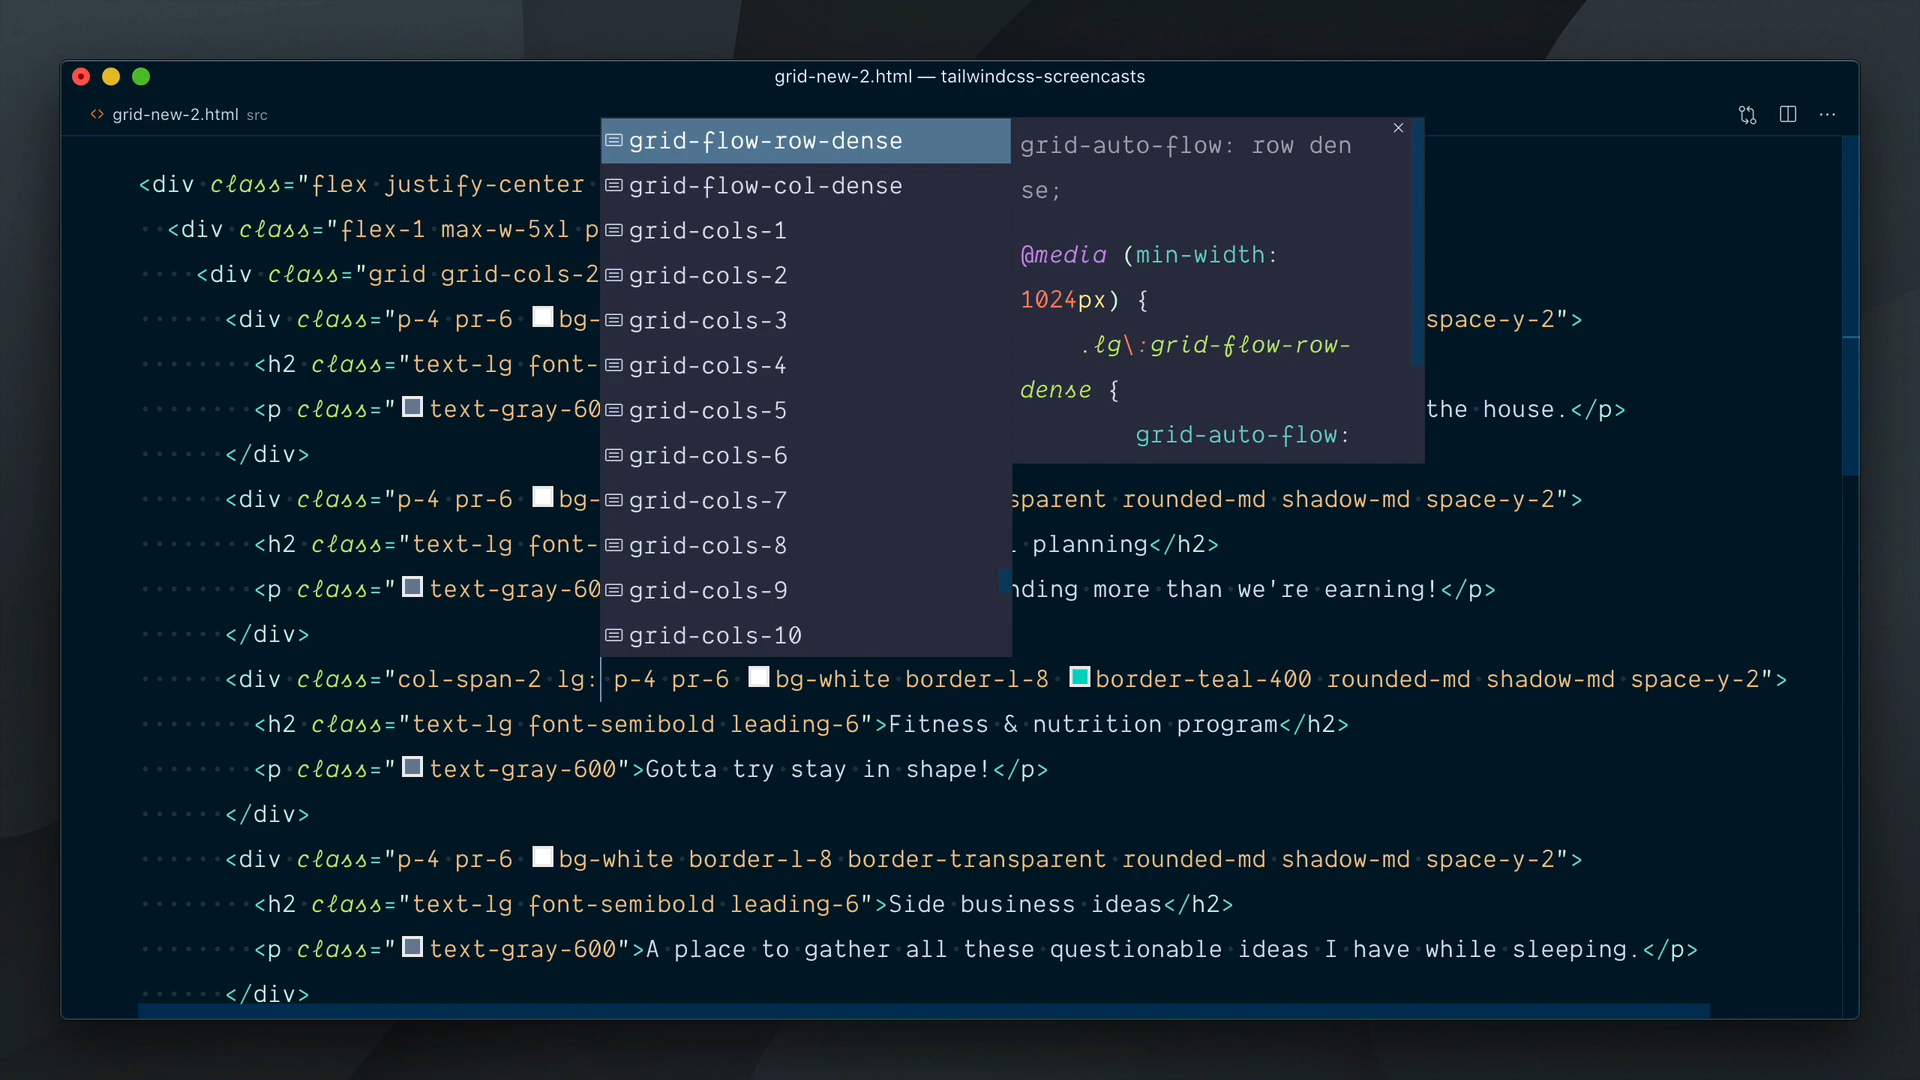 grid-new-2.html — tailwindcss-screencasts
<> grid-new-2.html src
<div class="flex justify-center
<div class="flex-1 max-w-5xl p
<div class="grid grid-cols-2
<div class="p-4 pr-6 bg- space-y-2">
<h2 class="text-lg font-
<p class="text-gray-60 the house.</p>
</div>
<div class="p-4 pr-6 bg- sparent rounded-md shadow-md space-y-2">
<h2 class="text-lg font- planning</h2>
<p class="text-gray-60 nding more than we're earning!</p>
</div>
<div class="col-span-2 lg: p-4 pr-6 bg-white border-l-8 border-teal-400 rounded-md shadow-md space-y-2">
<h2 class="text-lg font-semibold leading-6">Fitness & nutrition program</h2>
<p class="text-gray-600">Gotta try stay in shape!</p>
</div>
<div class="p-4 pr-6 bg-white border-l-8 border-transparent rounded-md shadow-md space-y-2">
<h2 class="text-lg font-semibold leading-6">Side business ideas</h2>
<p class="text-gray-600">A place to gather all these questionable ideas I have while sleeping.</p>
</div>
grid-flow-row-dense
grid-flow-col-dense
grid-cols-1
grid-cols-2
grid-cols-3
grid-cols-4
grid-cols-5
grid-cols-6
grid-cols-7
grid-cols-8
grid-cols-9
grid-cols-10
grid-auto-flow: row den
se;
@media (min-width:
1024px) {
.lg\:grid-flow-row-
dense {
grid-auto-flow: